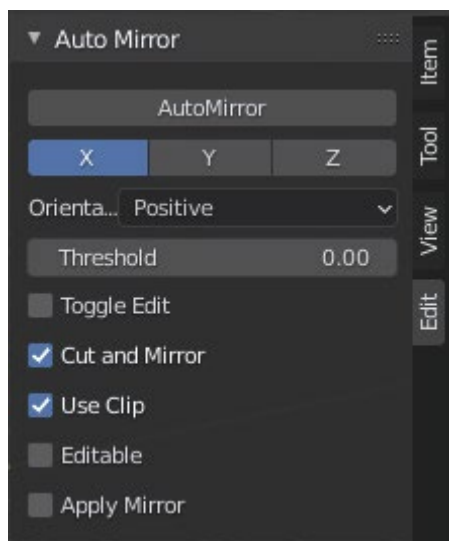 Auto Mirror
AutoMirror
X Y Z
Orienta... Positive
Threshold 0.00
Toggle Edit
Cut and Mirror
Use Clip
Editable
Apply Mirror
Item
Tool
View
Edit